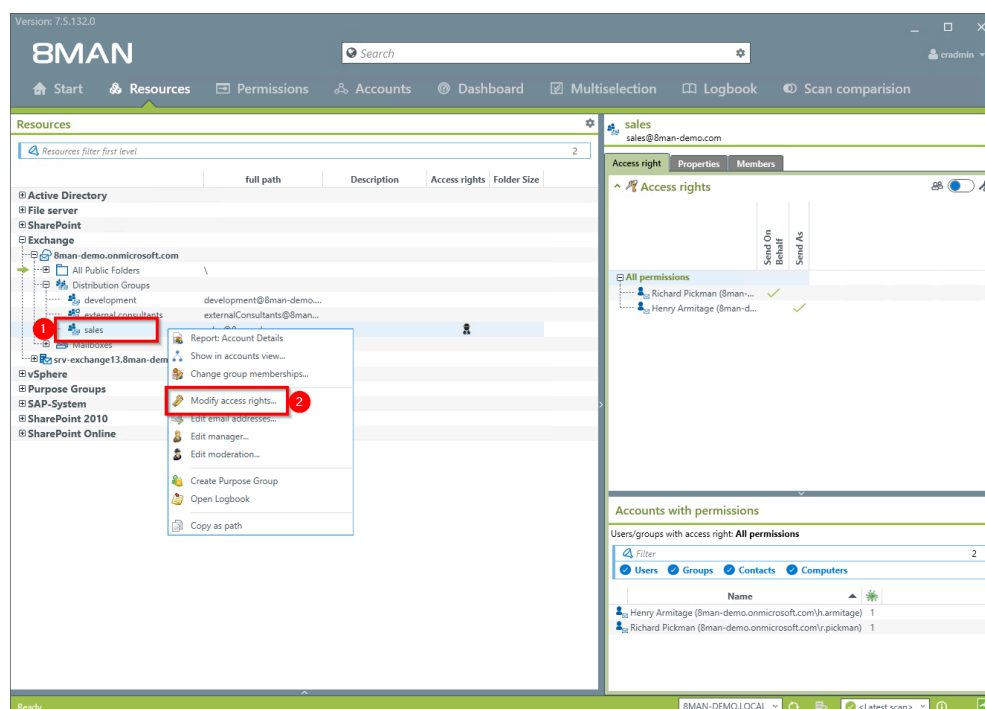 Version: 7.5.132.0
8MAN
Search
cradmin
Start Resources Permissions Accounts Dashboard Multiselection Logbook Scan comparision
Resources
Resources filter first level 2
full path Description Access rights Folder Size
Active Directory
File server
SharePoint
Exchange
8man-demo.onmicrosoft.com
All Public Folders \
Distribution Groups
development development@8man-demo....
external consultants externalConsultants@8man...
1 sales
Mailboxes
srv-exchange13.8man-dem
vSphere
Purpose Groups
SAP-System
SharePoint 2010
SharePoint Online
Report: Account Details
Show in accounts view...
Change group memberships...
Modify access rights... 2
Edit email addresses...
Edit manager...
Edit moderation...
Create Purpose Group
Open Logbook
Copy as path
sales
sales@8man-demo.com
Access right Properties Members
Access rights
Send On Behalf
Send As
All permissions
Richard Pickman (8man-...
Henry Armitage (8man-d...
Accounts with permissions
Users/groups with access right: All permissions
Filter 2
Users Groups Contacts Computers
Name
Henry Armitage (8man-demo.onmicrosoft.com\h.armitage) 1
Richard Pickman (8man-demo.onmicrosoft.com\r.pickman) 1
Ready
8MAN-DEMO.LOCAL <Latest scan>